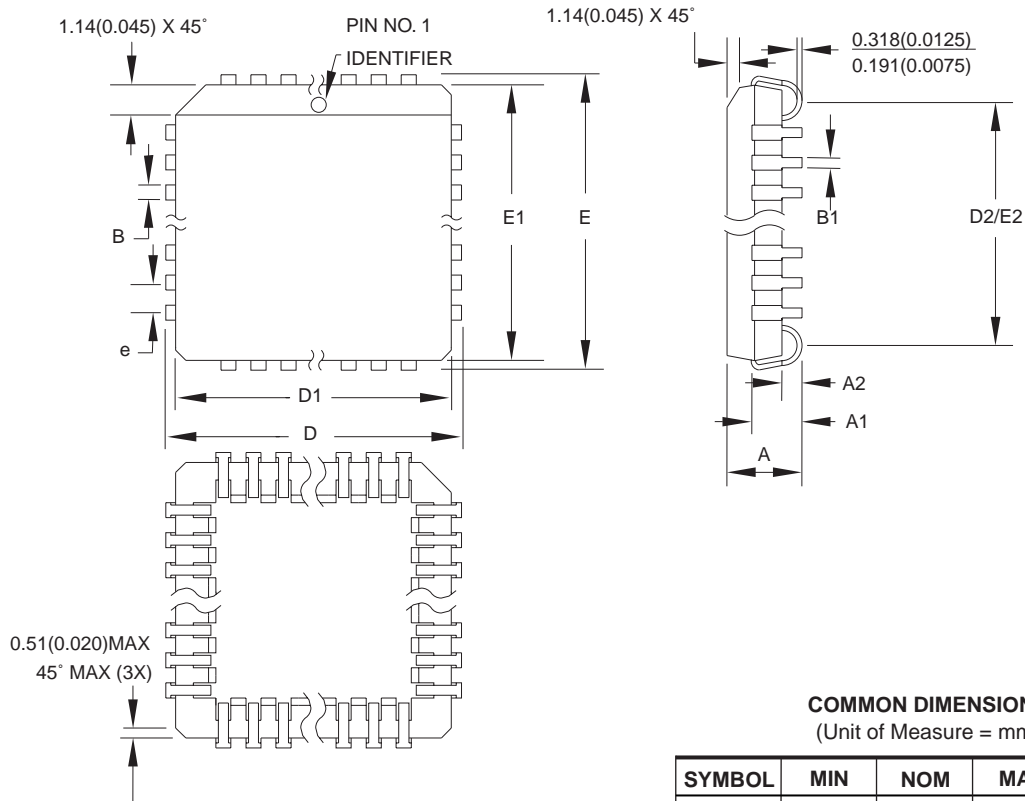 1.14(0.045) X 45˚
PIN NO. 1
IDENTIFIER
1.14(0.045) X 45˚
0.318(0.0125)
0.191(0.0075)
B
e
E1
E
B1
D2/E2
D1
D
A2
A1
A
0.51(0.020)MAX
45˚ MAX (3X)
COMMON DIMENSION
(Unit of Measure = mm
SYMBOL MIN NOM MA